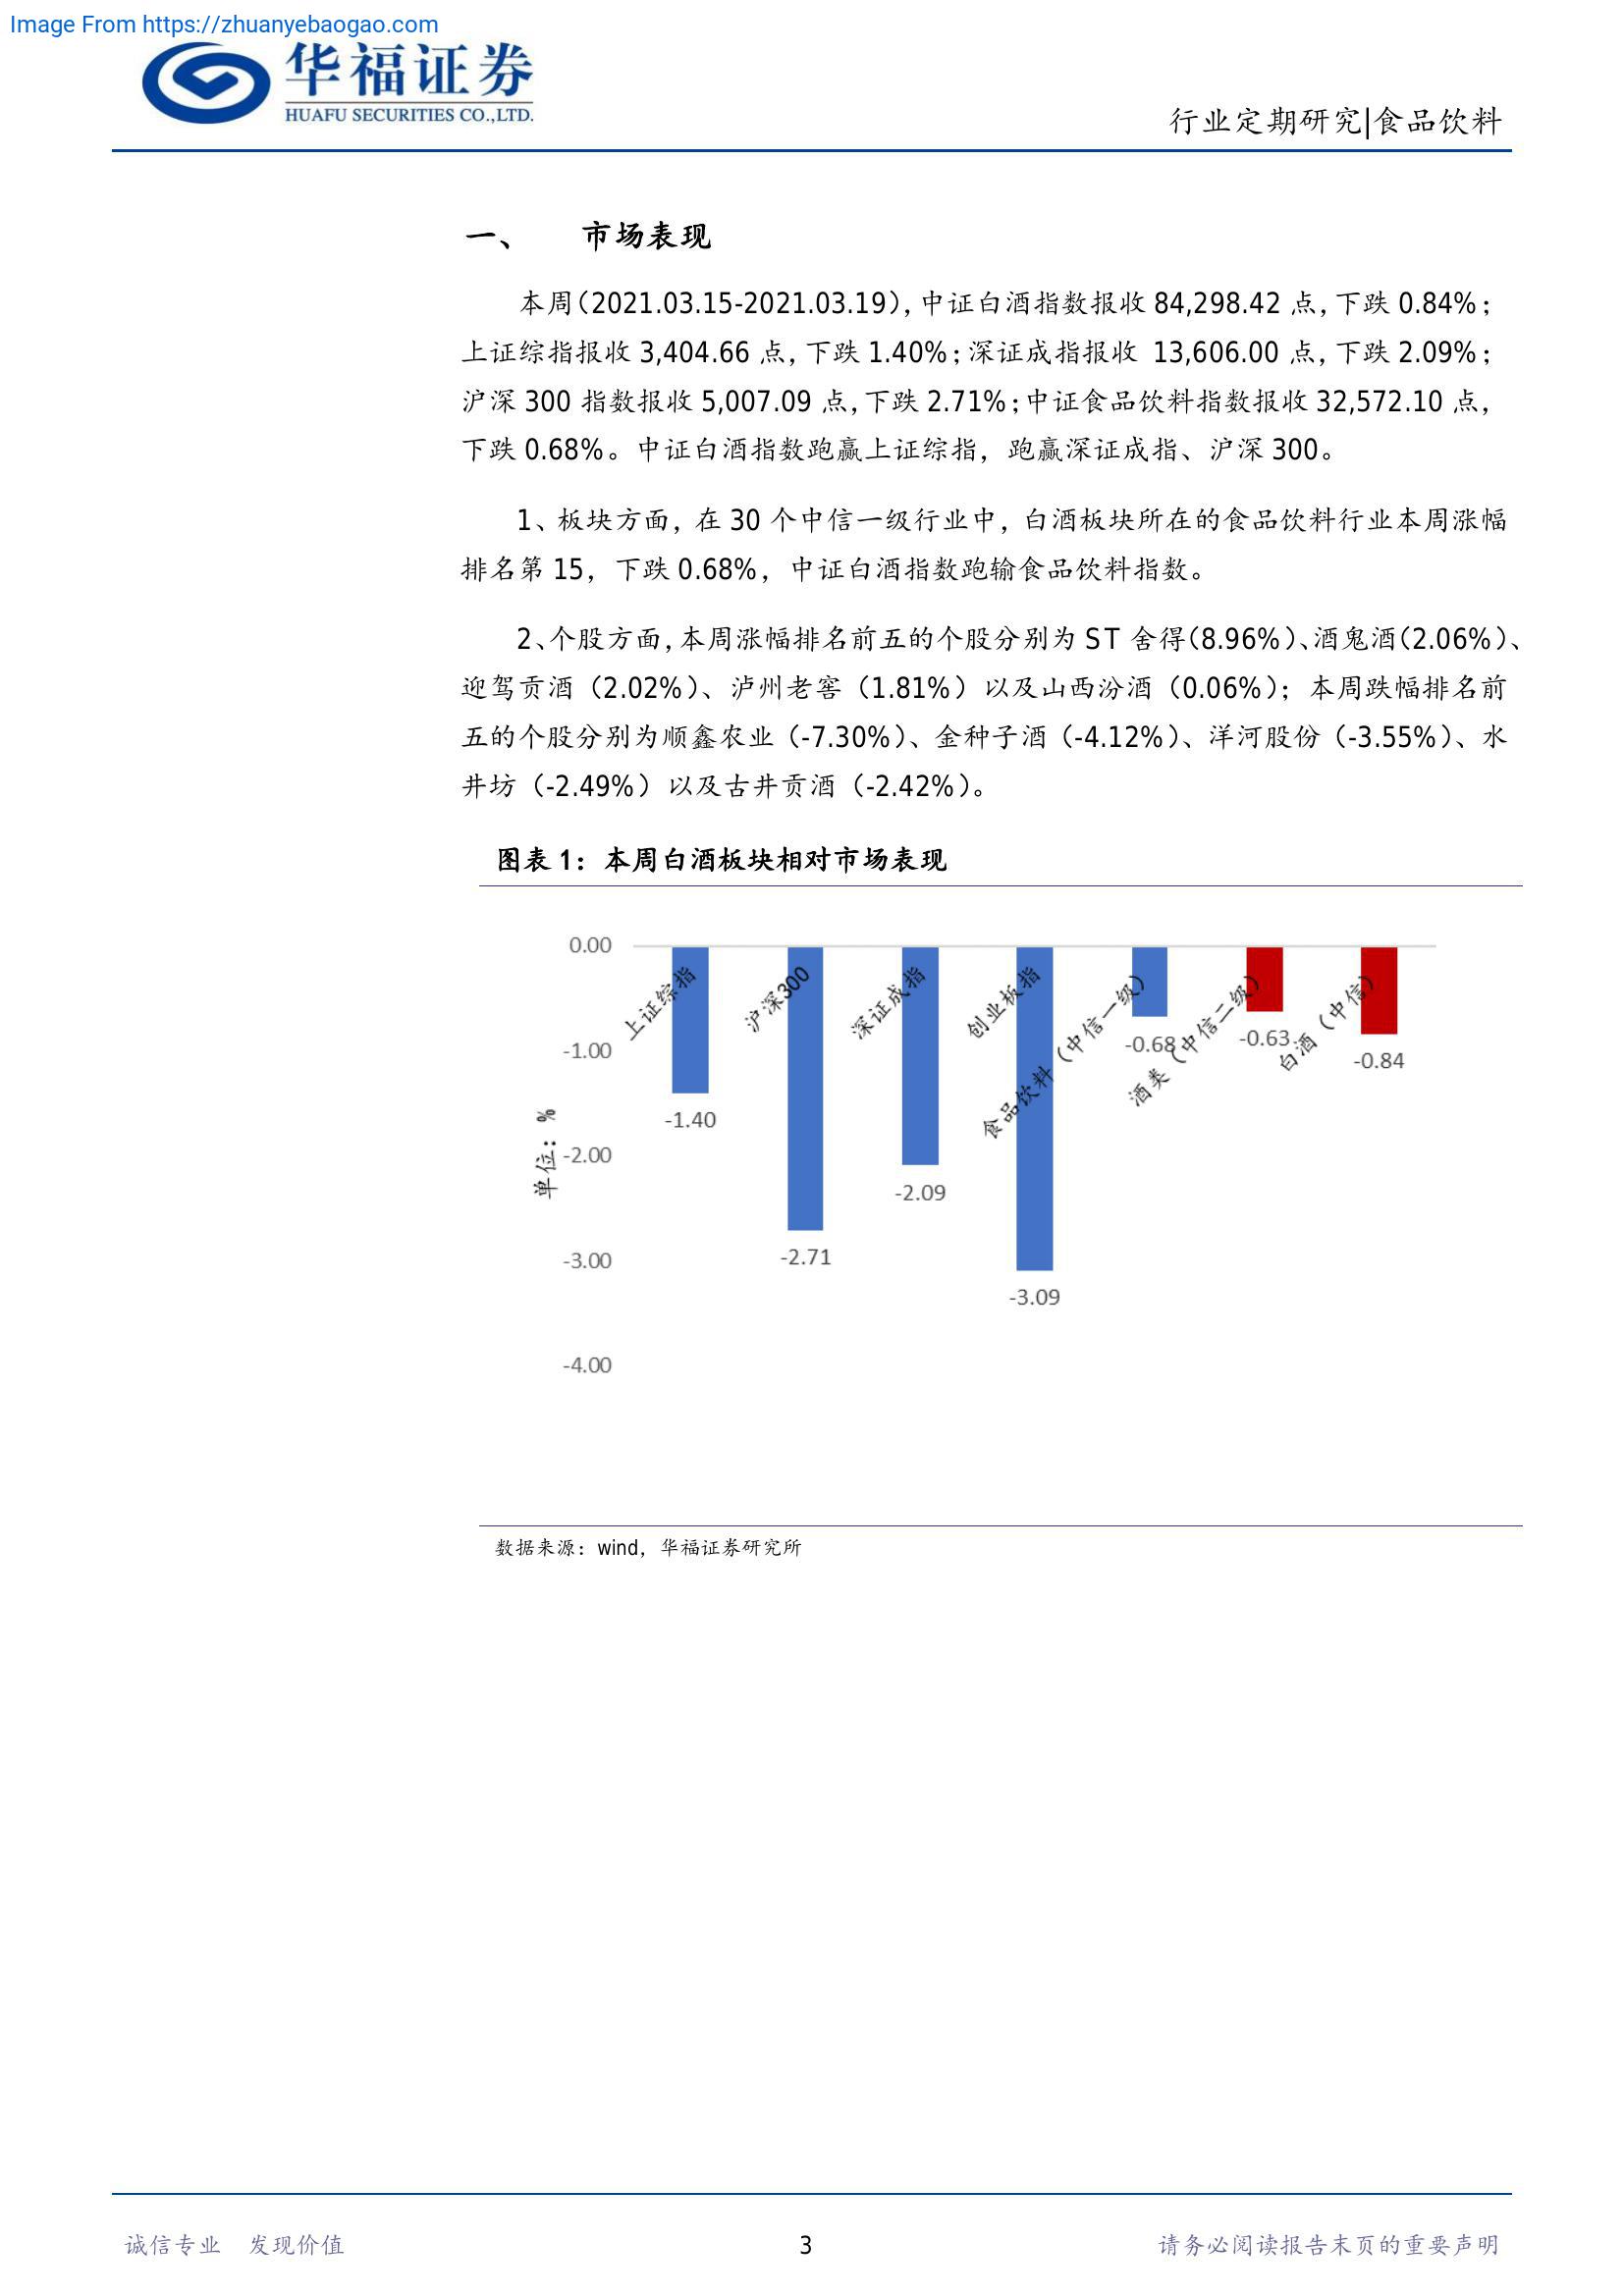 Image From https://zhuanyebaogao.com
华福证券
HUAFU SECURITIES CO.,LTD.
行业定期研究|食品饮料
一、 市场表现
本周（2021.03.15-2021.03.19），中证白酒指数报收 84,298.42 点，下跌 0.84%；
上证综指报收 3,404.66 点，下跌 1.40%；深证成指报收 13,606.00 点，下跌 2.09%；
沪深 300 指数报收 5,007.09 点，下跌 2.71%；中证食品饮料指数报收 32,572.10 点，
下跌 0.68%。中证白酒指数跑赢上证综指，跑赢深证成指、沪深 300。
1、板块方面，在 30 个中信一级行业中，白酒板块所在的食品饮料行业本周涨幅
排名第 15，下跌 0.68%，中证白酒指数跑输食品饮料指数。
2、个股方面，本周涨幅排名前五的个股分别为 ST 舍得（8.96%）、酒鬼酒（2.06%）、
迎驾贡酒（2.02%）、泸州老窖（1.81%）以及山西汾酒（0.06%）；本周跌幅排名前
五的个股分别为顺鑫农业（-7.30%）、金种子酒（-4.12%）、洋河股份（-3.55%）、水
井坊（-2.49%）以及古井贡酒（-2.42%）。
图表 1：本周白酒板块相对市场表现
单位：%
0.00
-1.00
-2.00
-3.00
-4.00
上证综指
沪深300
深证成指
创业板指
食品饮料（中信一级）
酒类（中信二级）
白酒（中信）
-1.40
-2.71
-2.09
-3.09
-0.68
-0.63
-0.84
数据来源：wind，华福证券研究所
诚信专业 发现价值
3
请务必阅读报告末页的重要声明